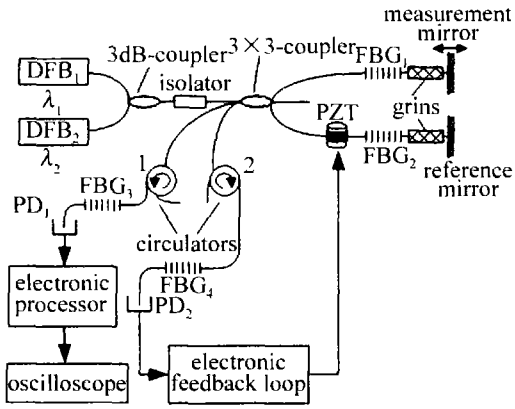 measurement
mirror
3×3-coupler
3dB-coupler
FBG₁
DFB₁
isolator
λ₁
PZT
grins
DFB₂
FBG₂
λ₂
reference
mirror
1
2
FBG₃
PD₁
circulators
FBG₄
PD₂
electronic
processor
electronic
feedback loop
oscilloscope